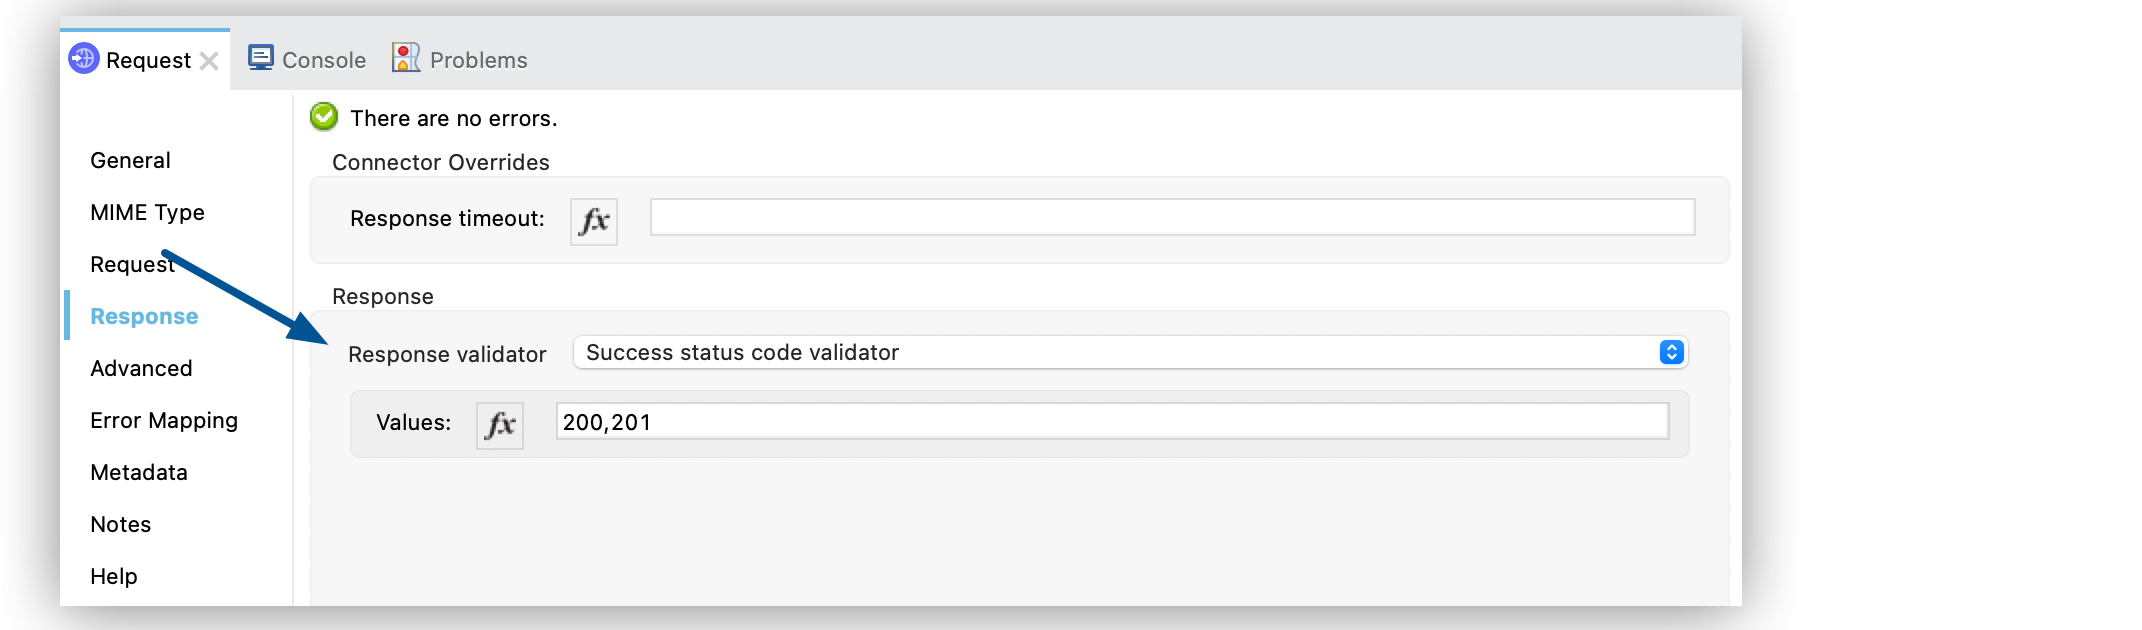 Request
Console
Problems
There are no errors.
General
MIME Type
Request
Response
Advanced
Error Mapping
Metadata
Notes
Help
Connector Overrides
Response timeout: fx
Response
Response validator Success status code validator
Values: fx 200,201